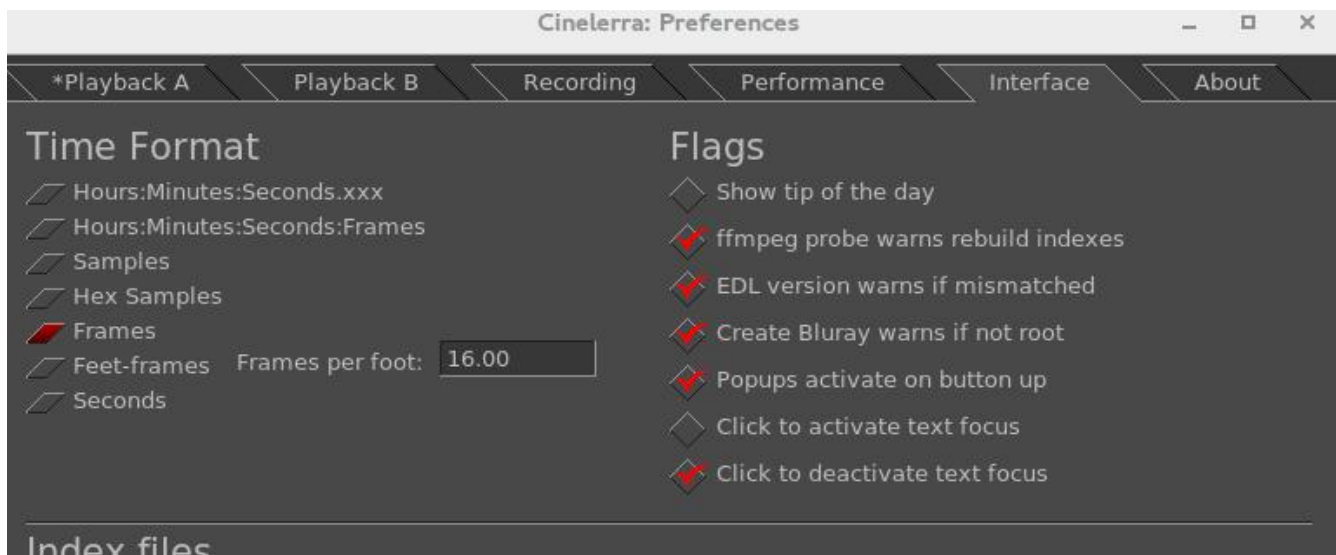 Cinelerra: Preferences
*Playback A
Playback B
Recording
Performance
Interface
About
Time Format
Hours:Minutes:Seconds.xxx
Hours:Minutes:Seconds:Frames
Samples
Hex Samples
Frames
Feet-frames Frames per foot: 16.00
Seconds
Flags
Show tip of the day
ffmpeg probe warns rebuild indexes
EDL version warns if mismatched
Create Bluray warns if not root
Popups activate on button up
Click to activate text focus
Click to deactivate text focus
Index files